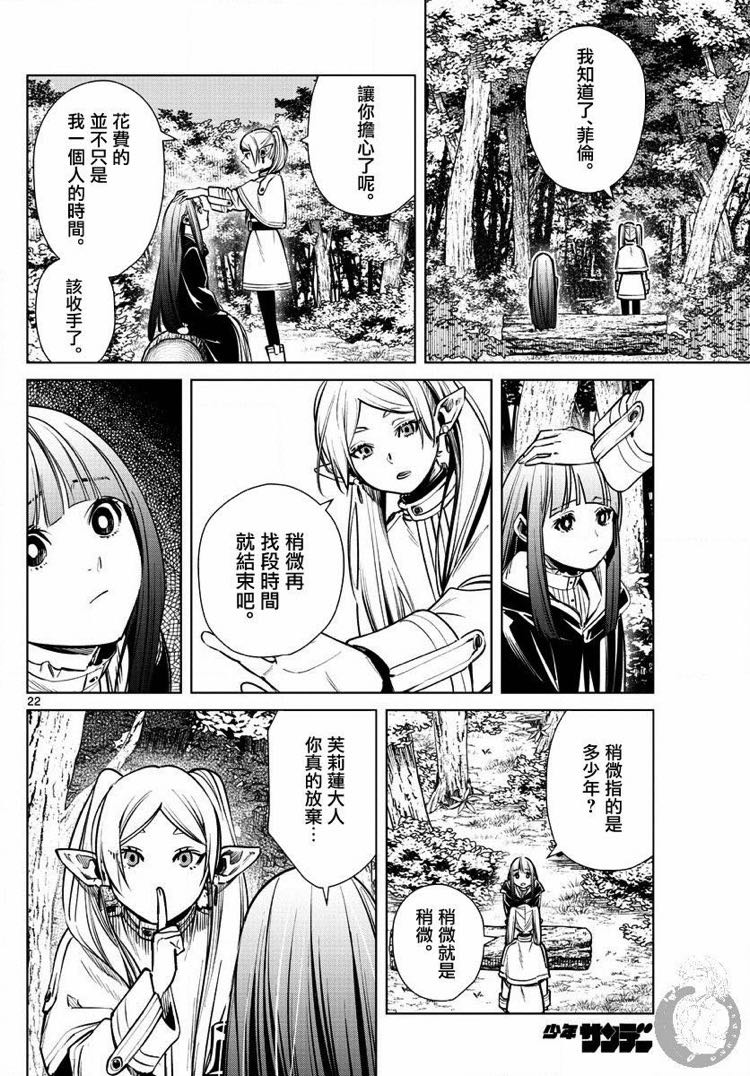 我知道了、菲倫。
讓你擔心了呢。
花費的
並不只是
我一個人的時間。
該收手了。
稍微再
找段時間
就結束吧。
稍微指的是
多少年？
稍微就是
稍微。
芙莉蓮大人
你真的放棄…
22
少年サンデー